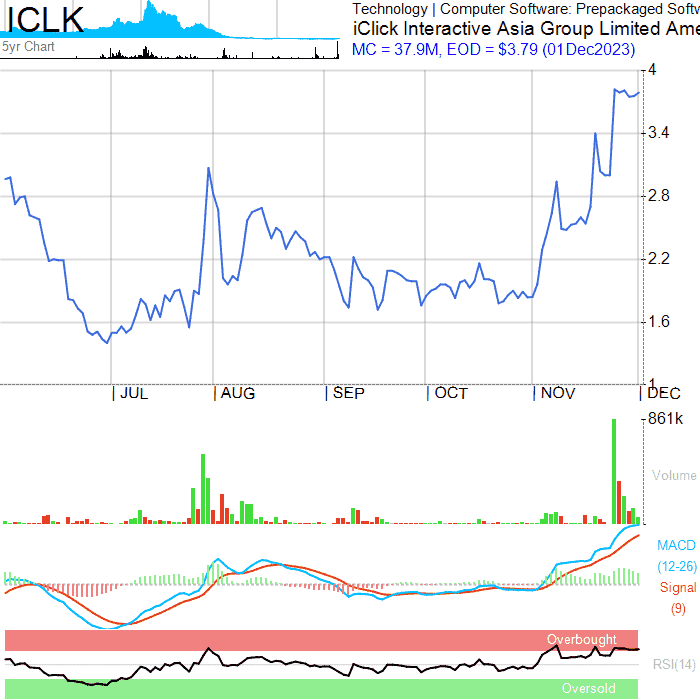 ICLK
5yr Chart
Technology | Computer Software: Prepackaged Softw
iClick Interactive Asia Group Limited Ame
MC = 37.9M, EOD = $3.79 (01Dec2023)
4
3.4
2.8
2.2
1.6
1
| JUL | AUG | SEP | OCT | NOV | DEC
861k
Volume
MACD
(12-26)
Signal
(9)
Overbought
RSI(14)
Oversold